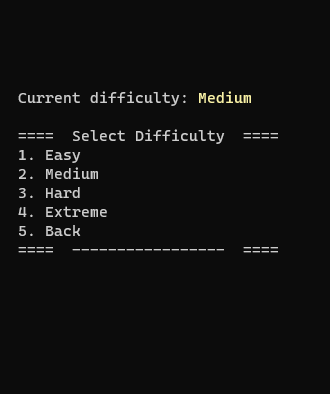 Current difficulty: Medium
====  Select Difficulty  ====
1. Easy
2. Medium
3. Hard
4. Extreme
5. Back
====  -----------------  ====